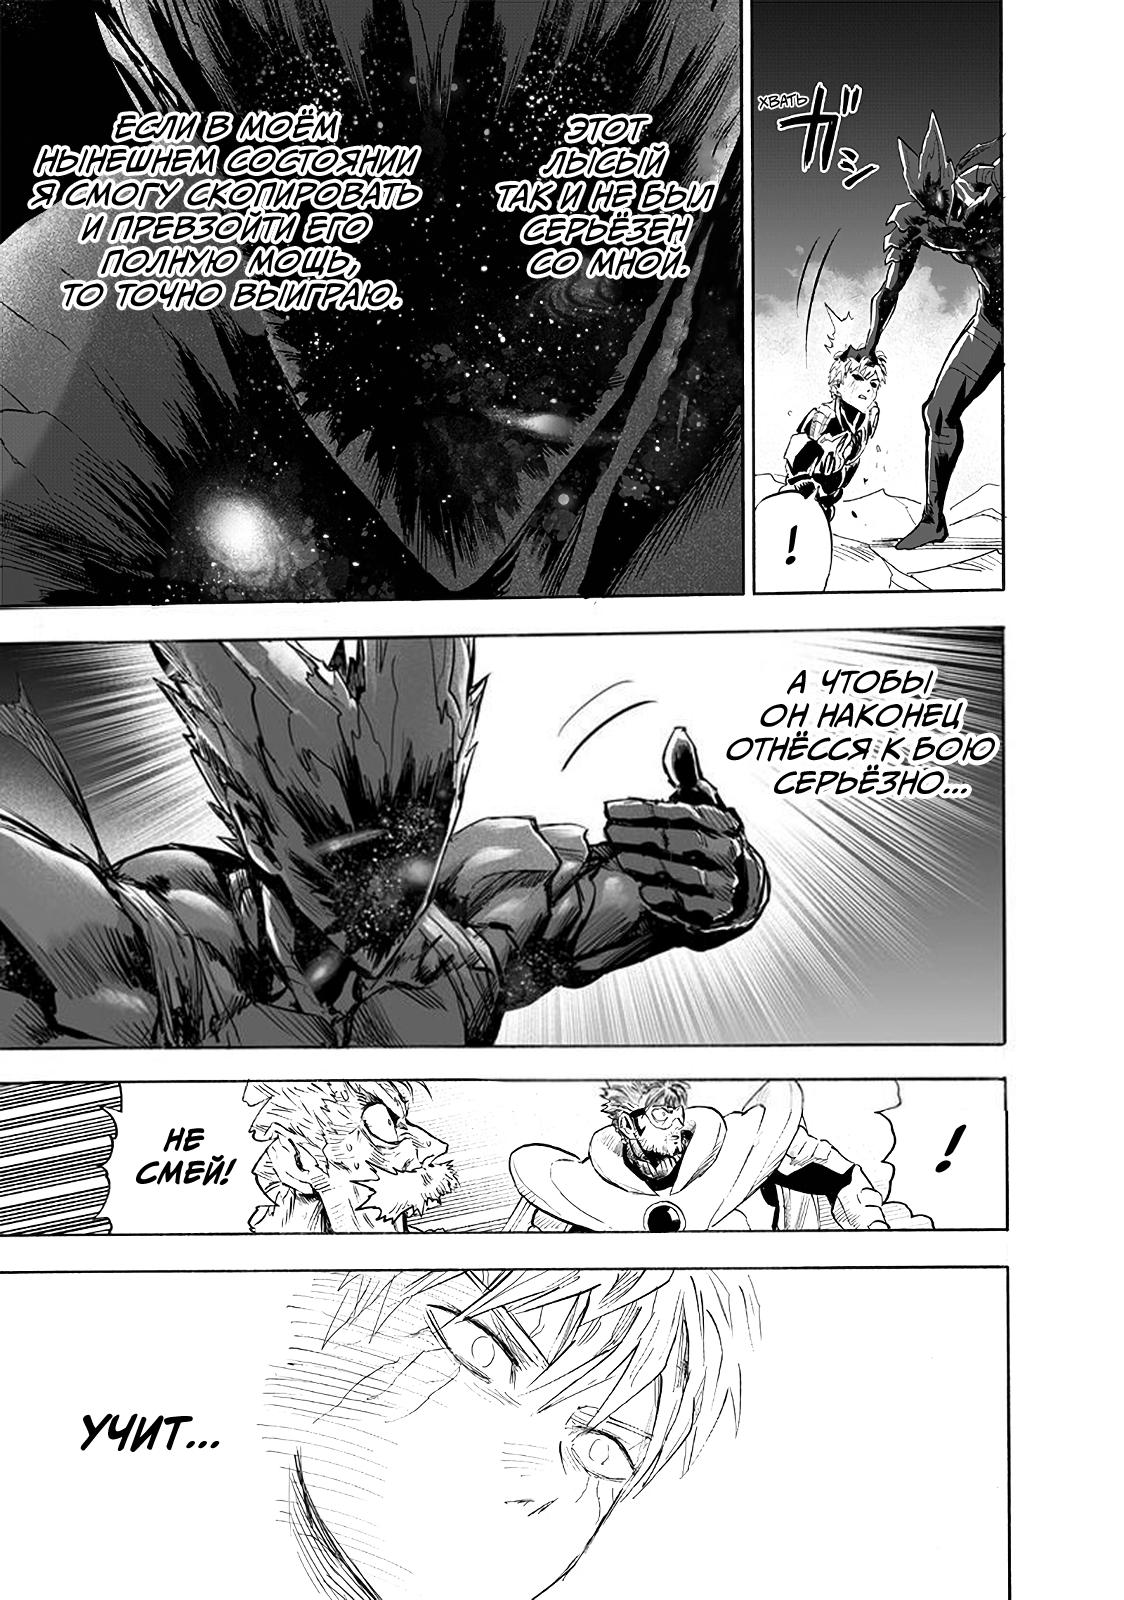 ХВАТЬ
ガシ
!
ЭТОТ
ЛЫСЫЙ
ТАК И НЕ БЫЛ
СЕРЬЁЗЕН
СО МНОЙ.
ЕСЛИ В МОЁМ
НЫНЕШНЕМ СОСТОЯНИИ
Я СМОГУ СКОПИРОВАТЬ
И ПРЕВЗОЙТИ ЕГО
ПОЛНУЮ МОЩЬ,
ТО ТОЧНО ВЫИГРАЮ.
А ЧТОБЫ
ОН НАКОНЕЦ
ОТНЁССЯ К БОЮ
СЕРЬЁЗНО...
!
НЕ
СМЕЙ!
УЧИТ...